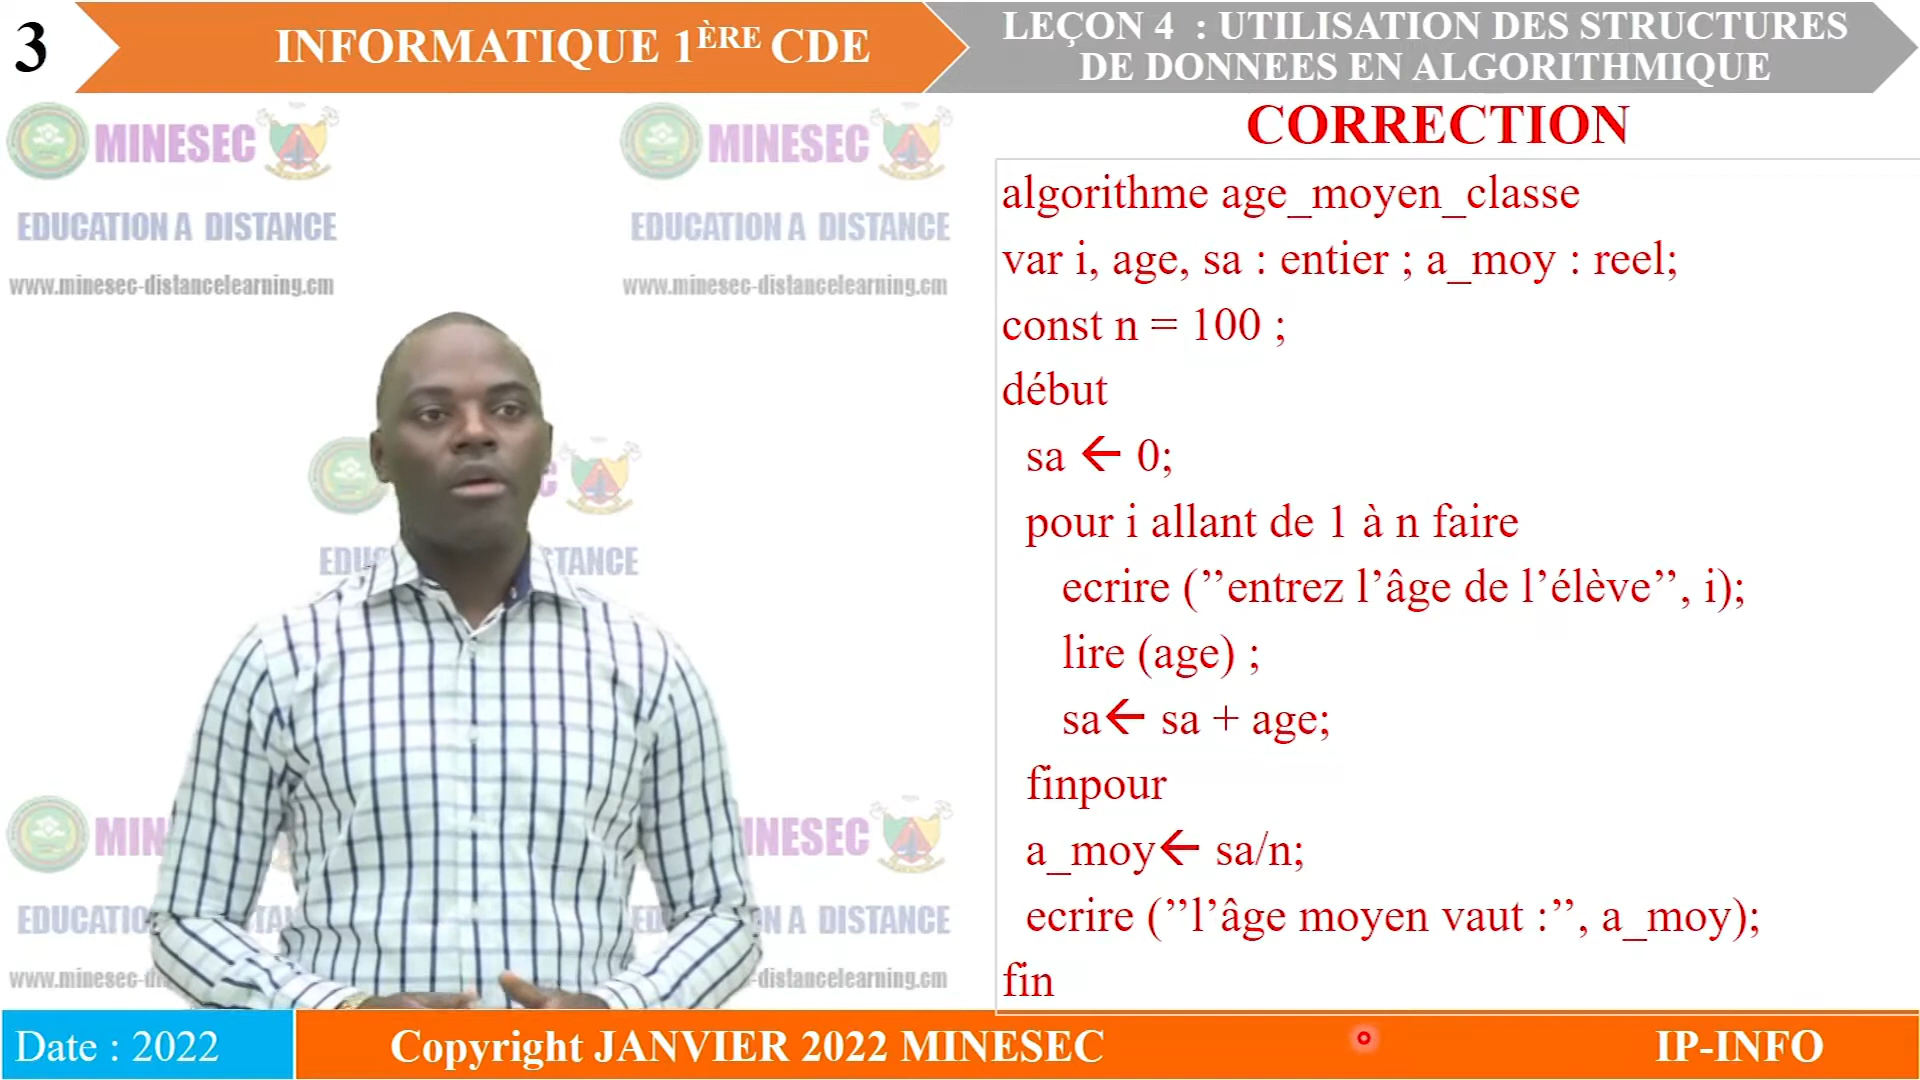 3
INFORMATIQUE 1ÈRE CDE
LEÇON 4 : UTILISATION DES STRUCTURES
DE DONNEES EN ALGORITHMIQUE
MINESEC
EDUCATION A DISTANCE
www.minesec-distancelearning.cm
MINESEC
EDUCATION A DISTANCE
www.minesec-distancelearning.cm
CORRECTION
algorithme age_moyen_classe
var i, age, sa : entier ; a_moy : reel;
const n = 100 ;
début
sa ← 0;
pour i allant de 1 à n faire
ecrire (’’entrez l’âge de l’élève’’, i);
lire (age) ;
sa← sa + age;
finpour
a_moy← sa/n;
ecrire (’’l’âge moyen vaut :’’, a_moy);
fin
Date : 2022
Copyright JANVIER 2022 MINESEC
IP-INFO